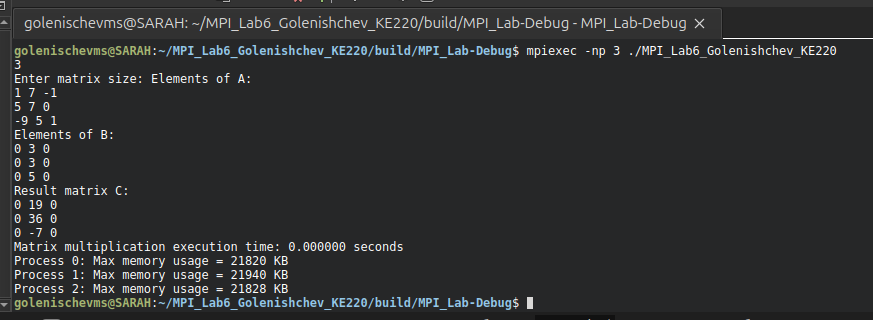 golenischevms@SARAH: ~/MPI_Lab6_Golenishchev_KE220/build/MPI_Lab-Debug - MPI_Lab-Debug ×
golenischevms@SARAH:~/MPI_Lab6_Golenishchev_KE220/build/MPI_Lab-Debug$ mpiexec -np 3 ./MPI_Lab6_Golenishchev_KE220
3
Enter matrix size: Elements of A:
1 7 -1
5 7 0
-9 5 1
Elements of B:
0 3 0
0 3 0
0 5 0
Result matrix C:
0 19 0
0 36 0
0 -7 0
Matrix multiplication execution time: 0.000000 seconds
Process 0: Max memory usage = 21820 KB
Process 1: Max memory usage = 21940 KB
Process 2: Max memory usage = 21828 KB
golenischevms@SARAH:~/MPI_Lab6_Golenishchev_KE220/build/MPI_Lab-Debug$